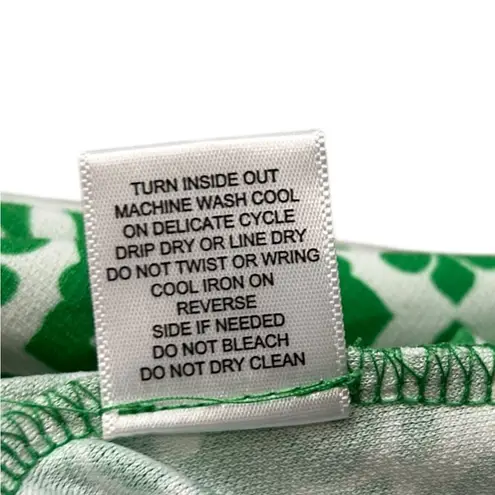 TURN INSIDE OUT
MACHINE WASH COOL
ON DELICATE CYCLE
DRIP DRY OR LINE DRY
DO NOT TWIST OR WRING
COOL IRON ON
REVERSE
SIDE IF NEEDED
DO NOT BLEACH
DO NOT DRY CLEAN